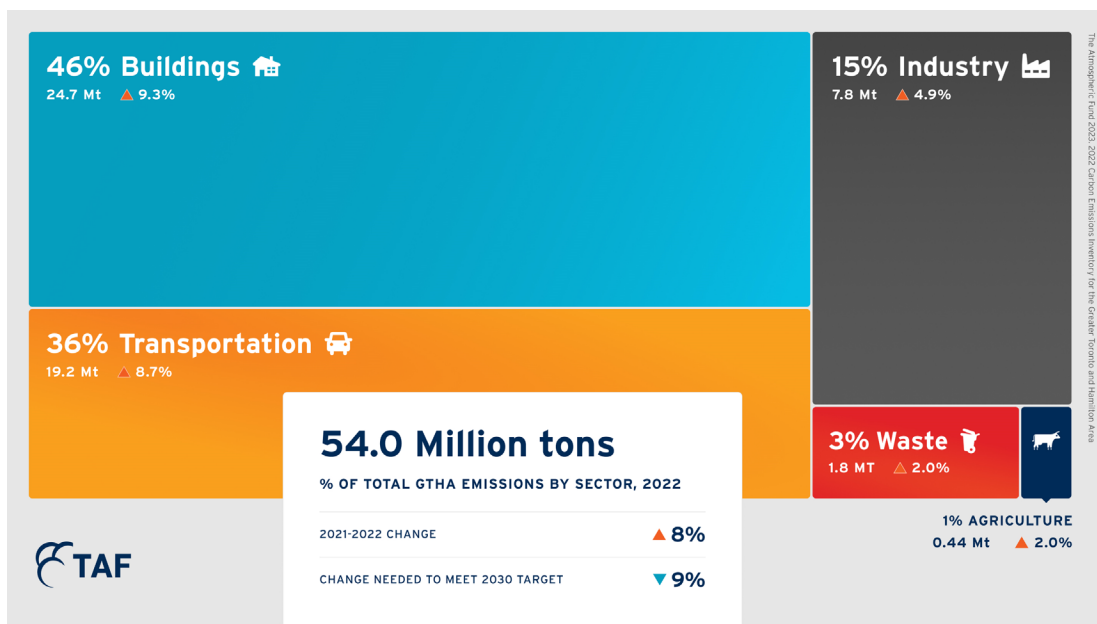 46% Buildings
24.7 Mt ▲ 9.3%
15% Industry
7.8 Mt ▲ 4.9%
36% Transportation
19.2 Mt ▲ 8.7%
3% Waste
1.8 MT ▲ 2.0%
1% AGRICULTURE
0.44 Mt ▲ 2.0%
54.0 Million tons
% OF TOTAL GTHA EMISSIONS BY SECTOR, 2022
2021-2022 CHANGE ▲ 8%
CHANGE NEEDED TO MEET 2030 TARGET ▼ 9%
TAF
The Atmospheric Fund 2023. 2022 Carbon Emissions Inventory for the Greater Toronto and Hamilton Area